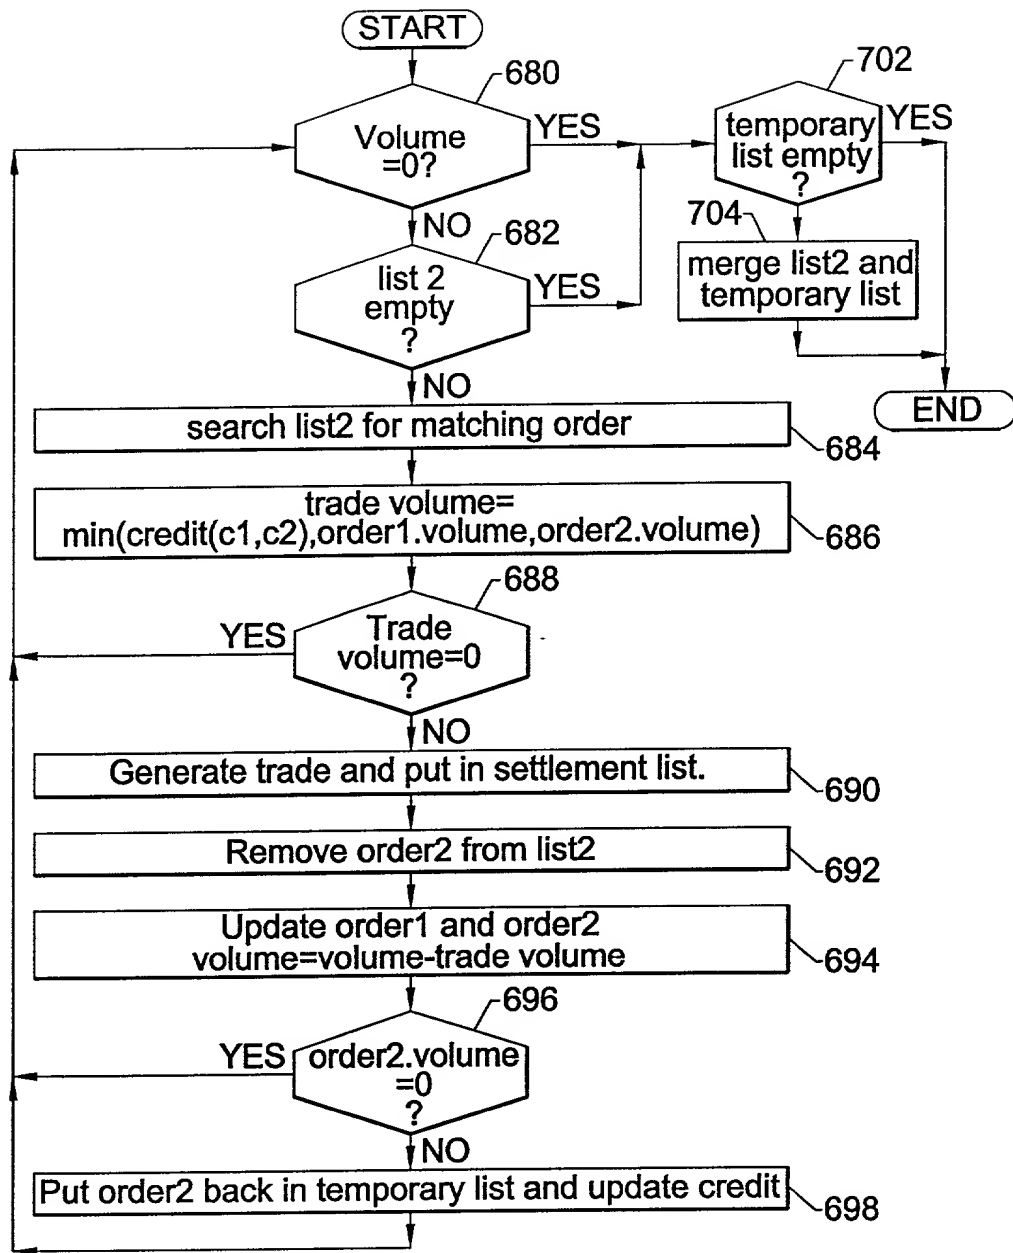 START
680
Volume
=0?
YES
NO
702
temporary
list empty
?
YES
682
list 2
empty
?
YES
NO
704
merge list2 and
temporary list
END
search list2 for matching order
684
trade volume=
min(credit(c1,c2),order1.volume,order2.volume)
686
688
Trade
volume=0
?
YES
NO
Generate trade and put in settlement list.
690
Remove order2 from list2
692
Update order1 and order2
volume=volume-trade volume
694
696
order2.volume
=0
?
YES
NO
Put order2 back in temporary list and update credit
698